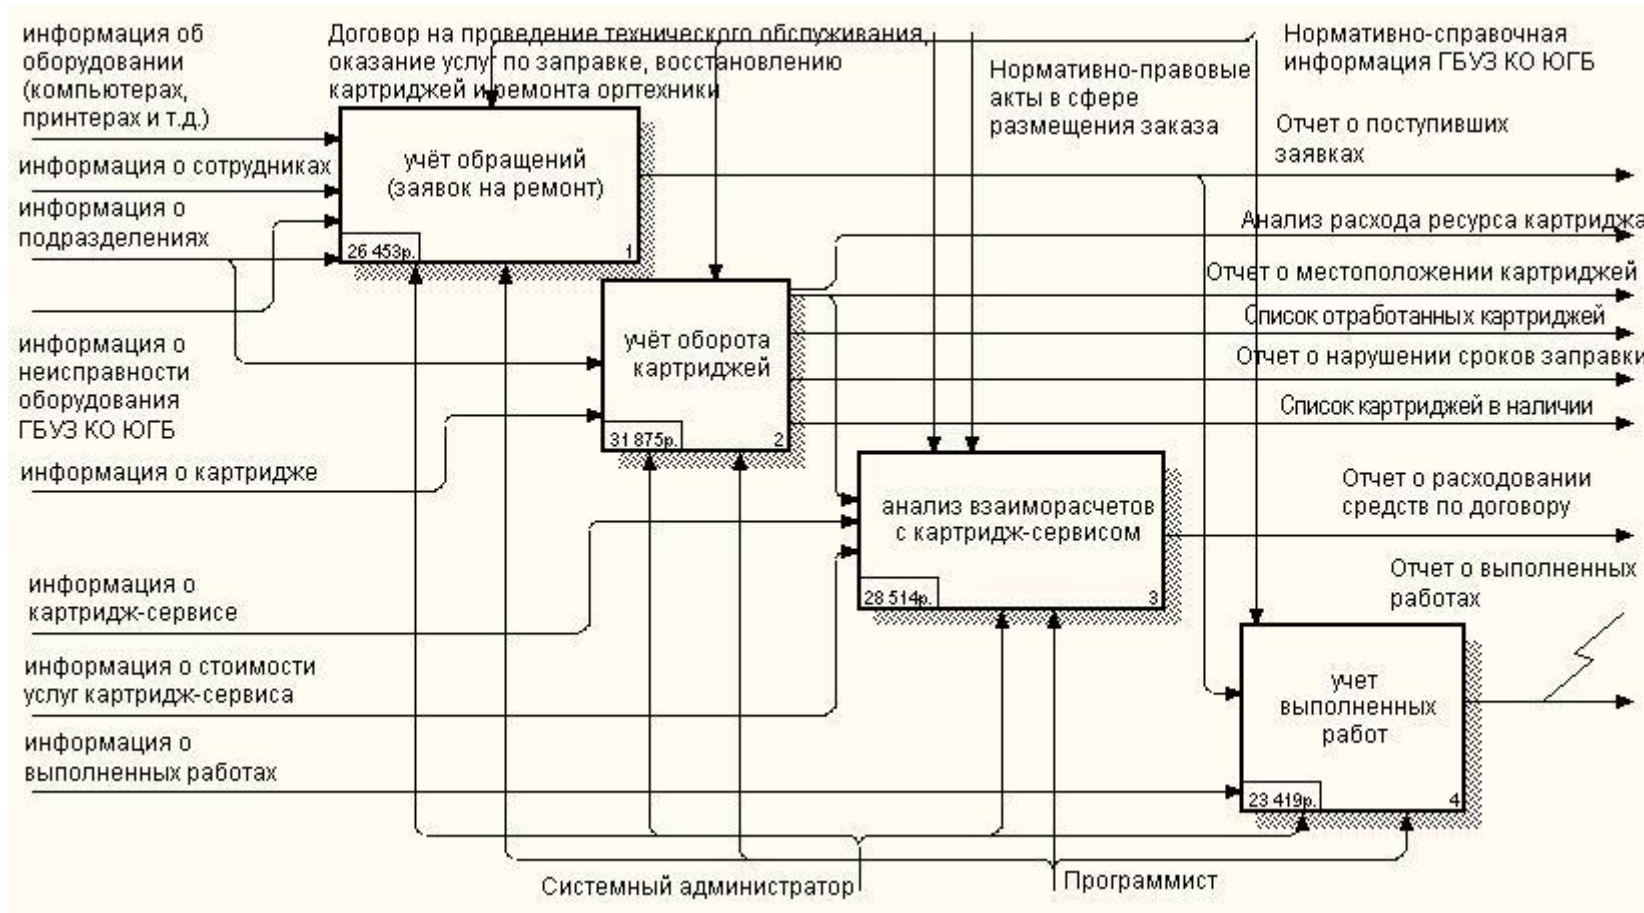 информация об
оборудовании
(компьютерах,
принтерах и т.д.)
Договор на проведение технического обслуживания,
оказание услуг по заправке, восстановлению
картриджей и ремонта оргтехники
Нормативно-правовые
акты в сфере
размещения заказа
Нормативно-справочная
информация ГБУЗ КО ЮГБ
Отчет о поступивших
заявках
информация о сотрудниках
информация о
подразделениях
учёт обращений
(заявок на ремонт)
26 453р.
1
Анализ расхода ресурса картриджа
Отчет о местоположении картриджей
Список отработанных картриджей
Отчет о нарушении сроков заправки
Список картриджей в наличии
информация о
неисправности
оборудования
ГБУЗ КО ЮГБ
учёт оборота
картриджей
31 875р.
2
информация о картридже
анализ взаиморасчетов
с картридж-сервисом
28 514р.
3
Отчет о расходовании
средств по договору
Отчет о выполненных
работах
информация о
картридж-сервисе
информация о стоимости
услуг картридж-сервиса
информация о
выполненных работах
учет
выполненных
работ
23 419р.
4
Системный администратор
Программист